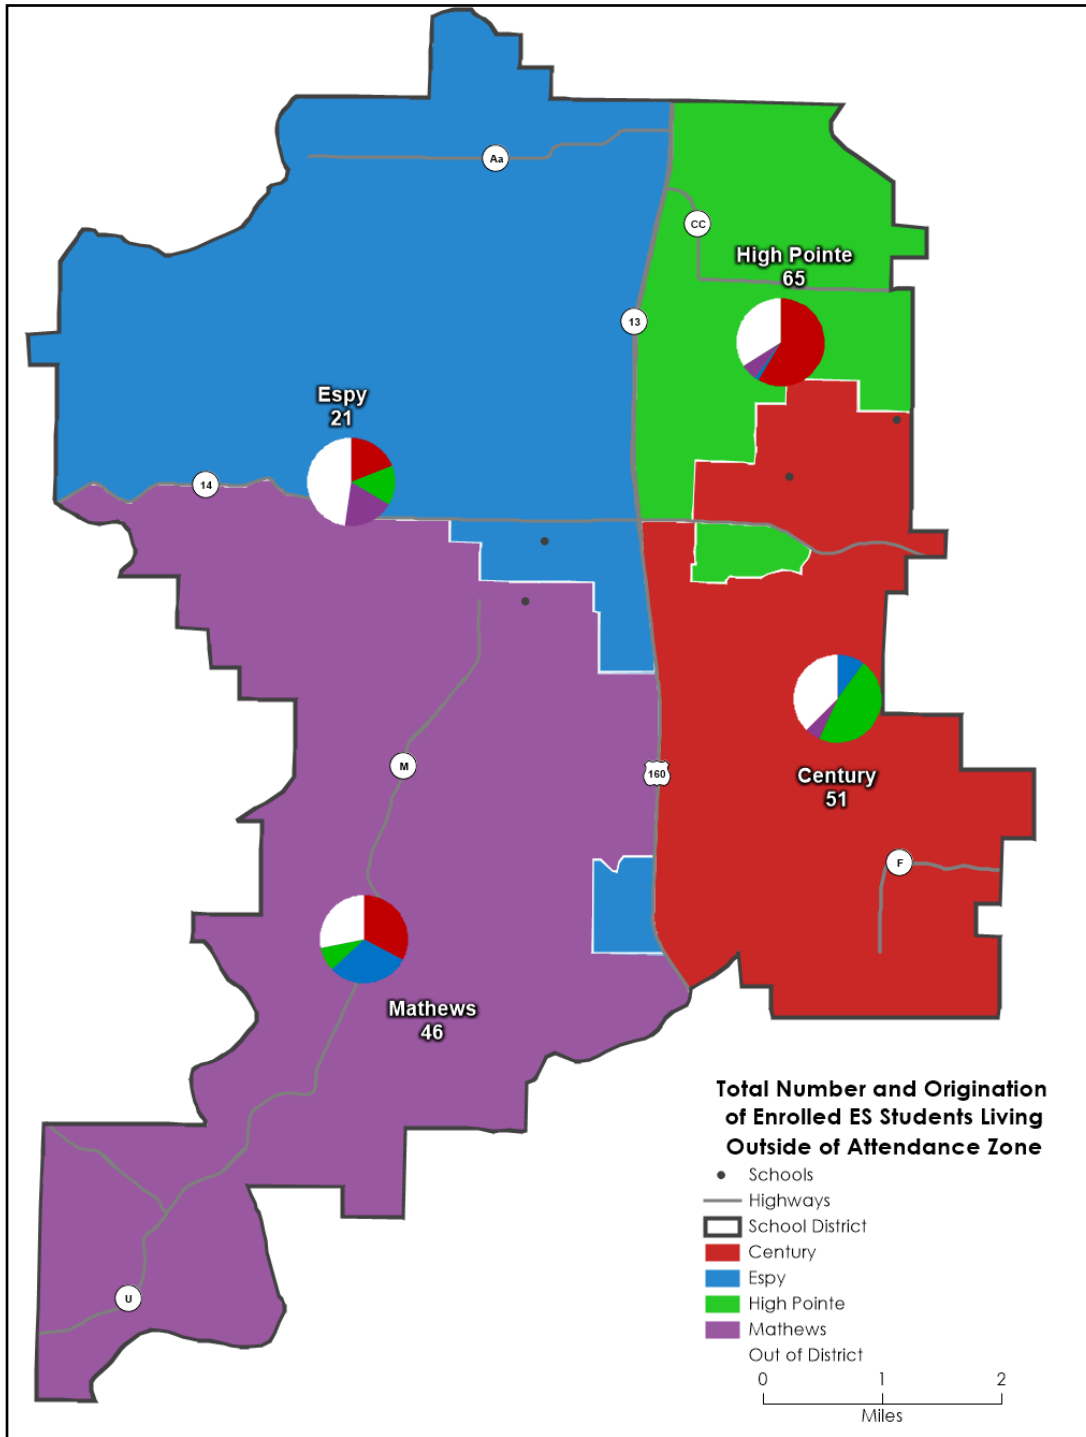 Aa
CC
High Pointe
65
13
Espy
21
14
M
160
Century
51
F
Mathews
46
U
Total Number and Origination
of Enrolled ES Students Living
Outside of Attendance Zone
Schools
Highways
School District
Century
Espy
High Pointe
Mathews
Out of District
0 1 2
Miles